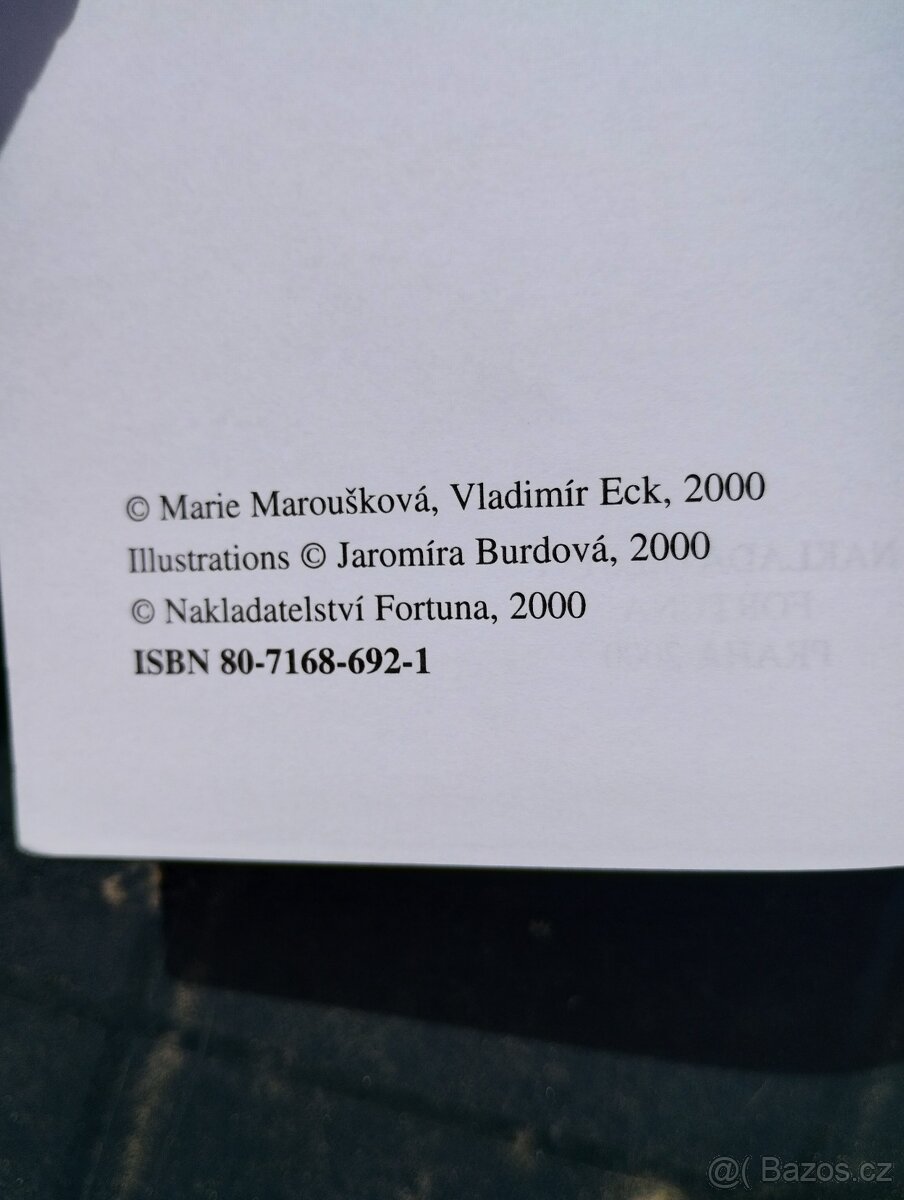 © Marie Maroušková, Vladimír Eck, 2000
Illustrations © Jaromíra Burdová, 2000
© Nakladatelství Fortuna, 2000
ISBN 80-7168-692-1
@( Bazos.cz